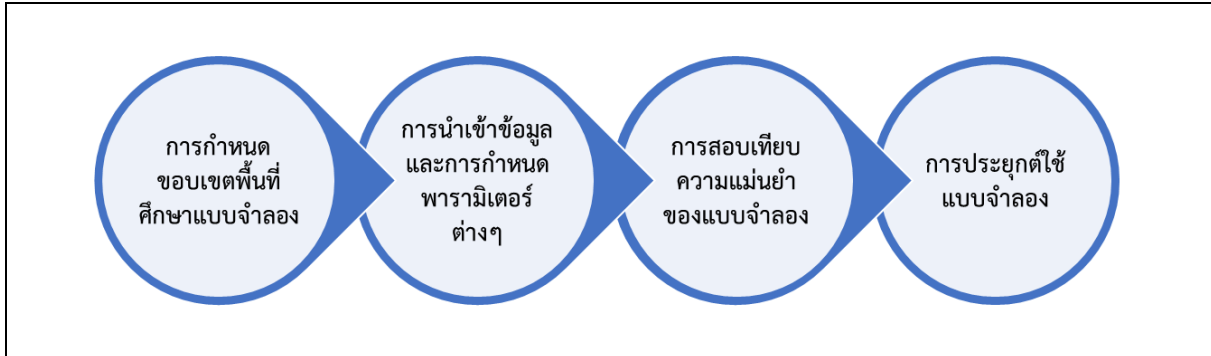 การกำหนด
ขอบเขตพื้นที่
ศึกษาแบบจำลอง
การนำเข้าข้อมูล
และการกำหนด
พารามิเตอร์
ต่างๆ
การสอบเทียบ
ความแม่นยำ
ของแบบจำลอง
การประยุกต์ใช้
แบบจำลอง